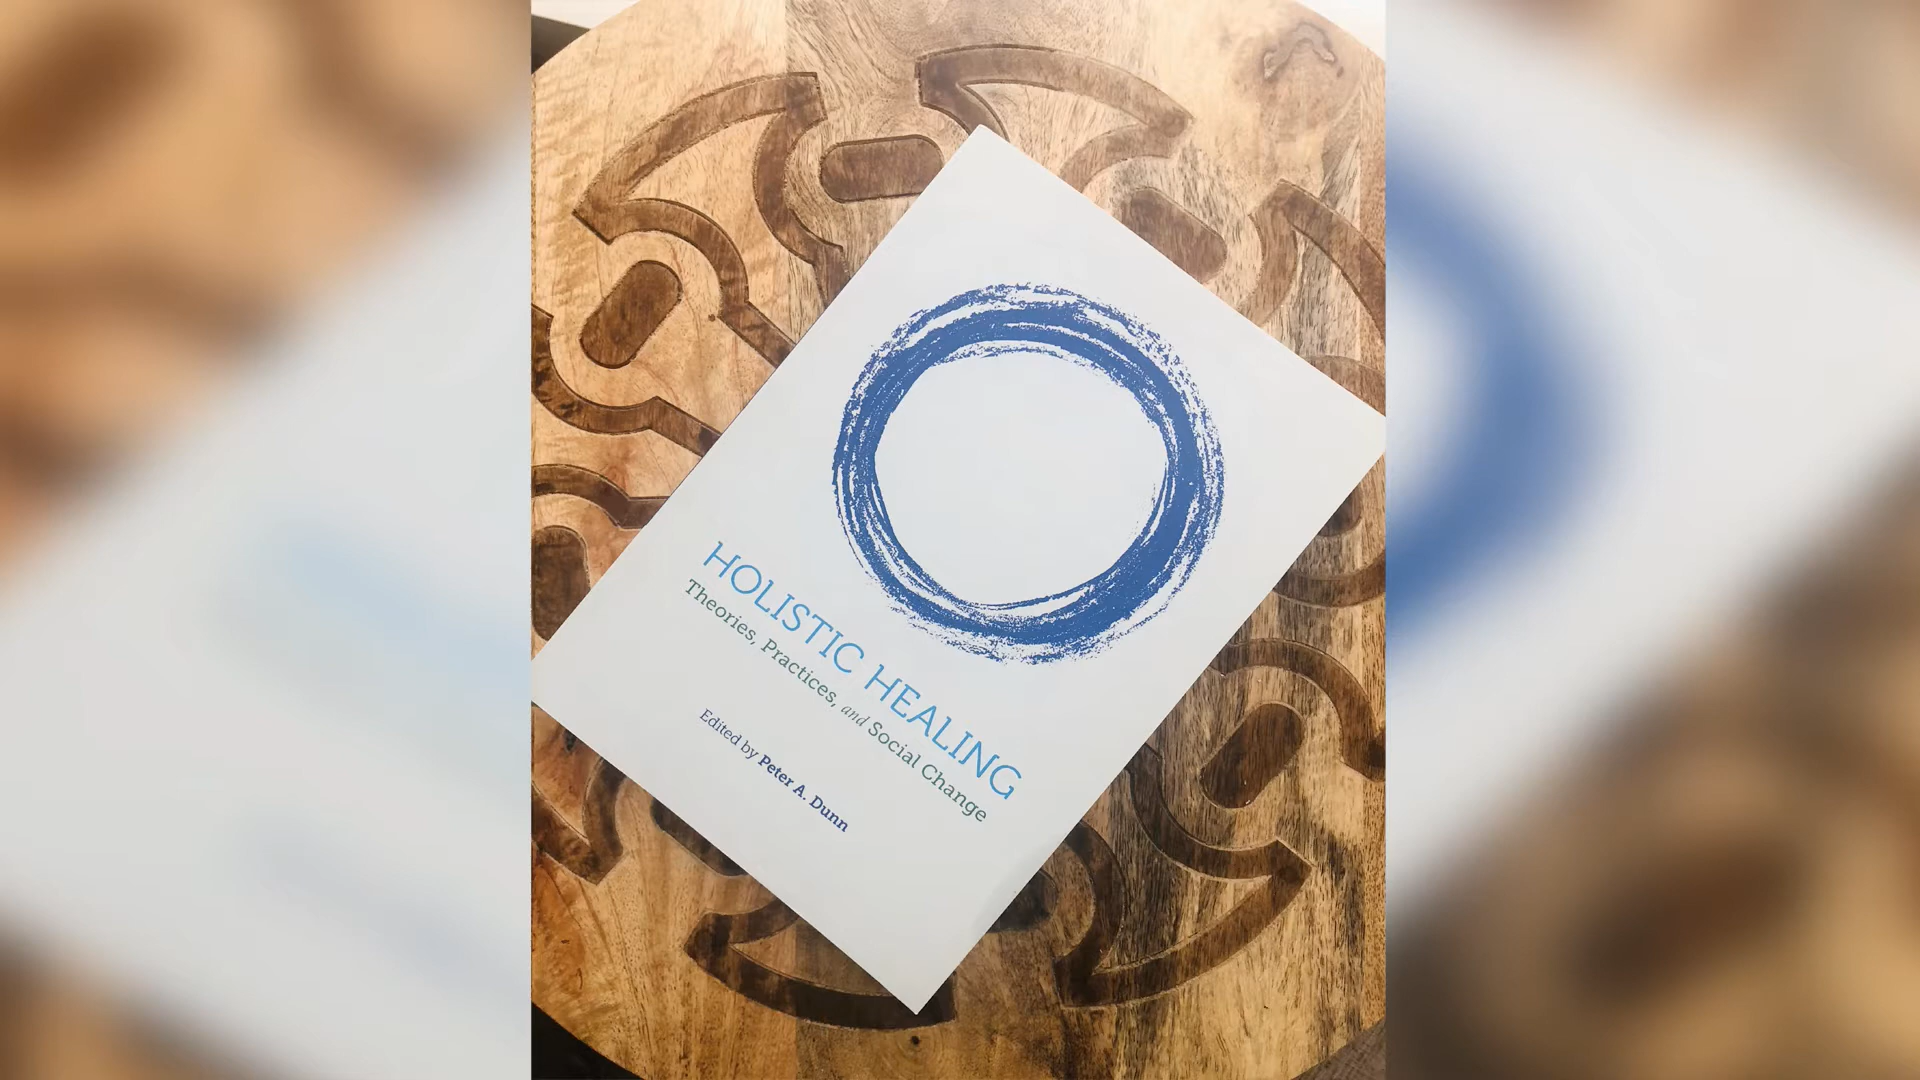 HOLISTIC HEALING
Theories, Practices, and Social Change
Edited by Peter A. Dunn